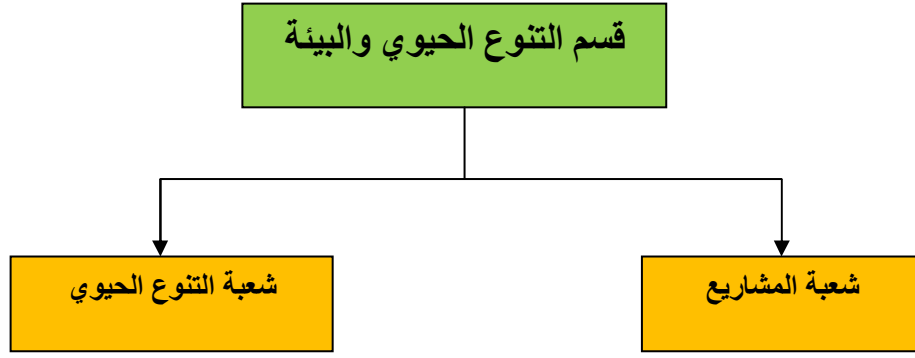 قسم التنوع الحيوي والبيئة
شعبة المشاريع
شعبة التنوع الحيوي